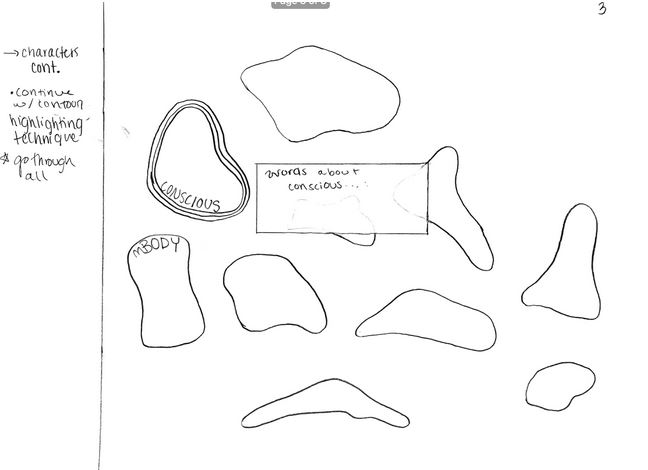 3
→ characters
cont.
• continue
w/ contour
highlighting
technique
* go through
all
CONSCIOUS
words about
conscious....
mBODY